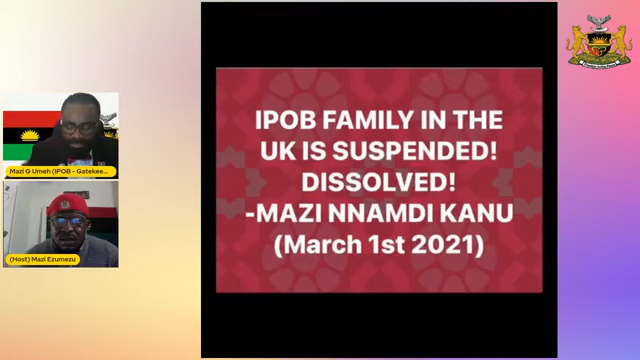 IPOB FAMILY IN THE
UK IS SUSPENDED!
DISSOLVED!
-MAZI NNAMDI KANU
(March 1st 2021)
Mazi G Umeh (IPOB - Gatekee...
(Host) Mazi Ezumezu